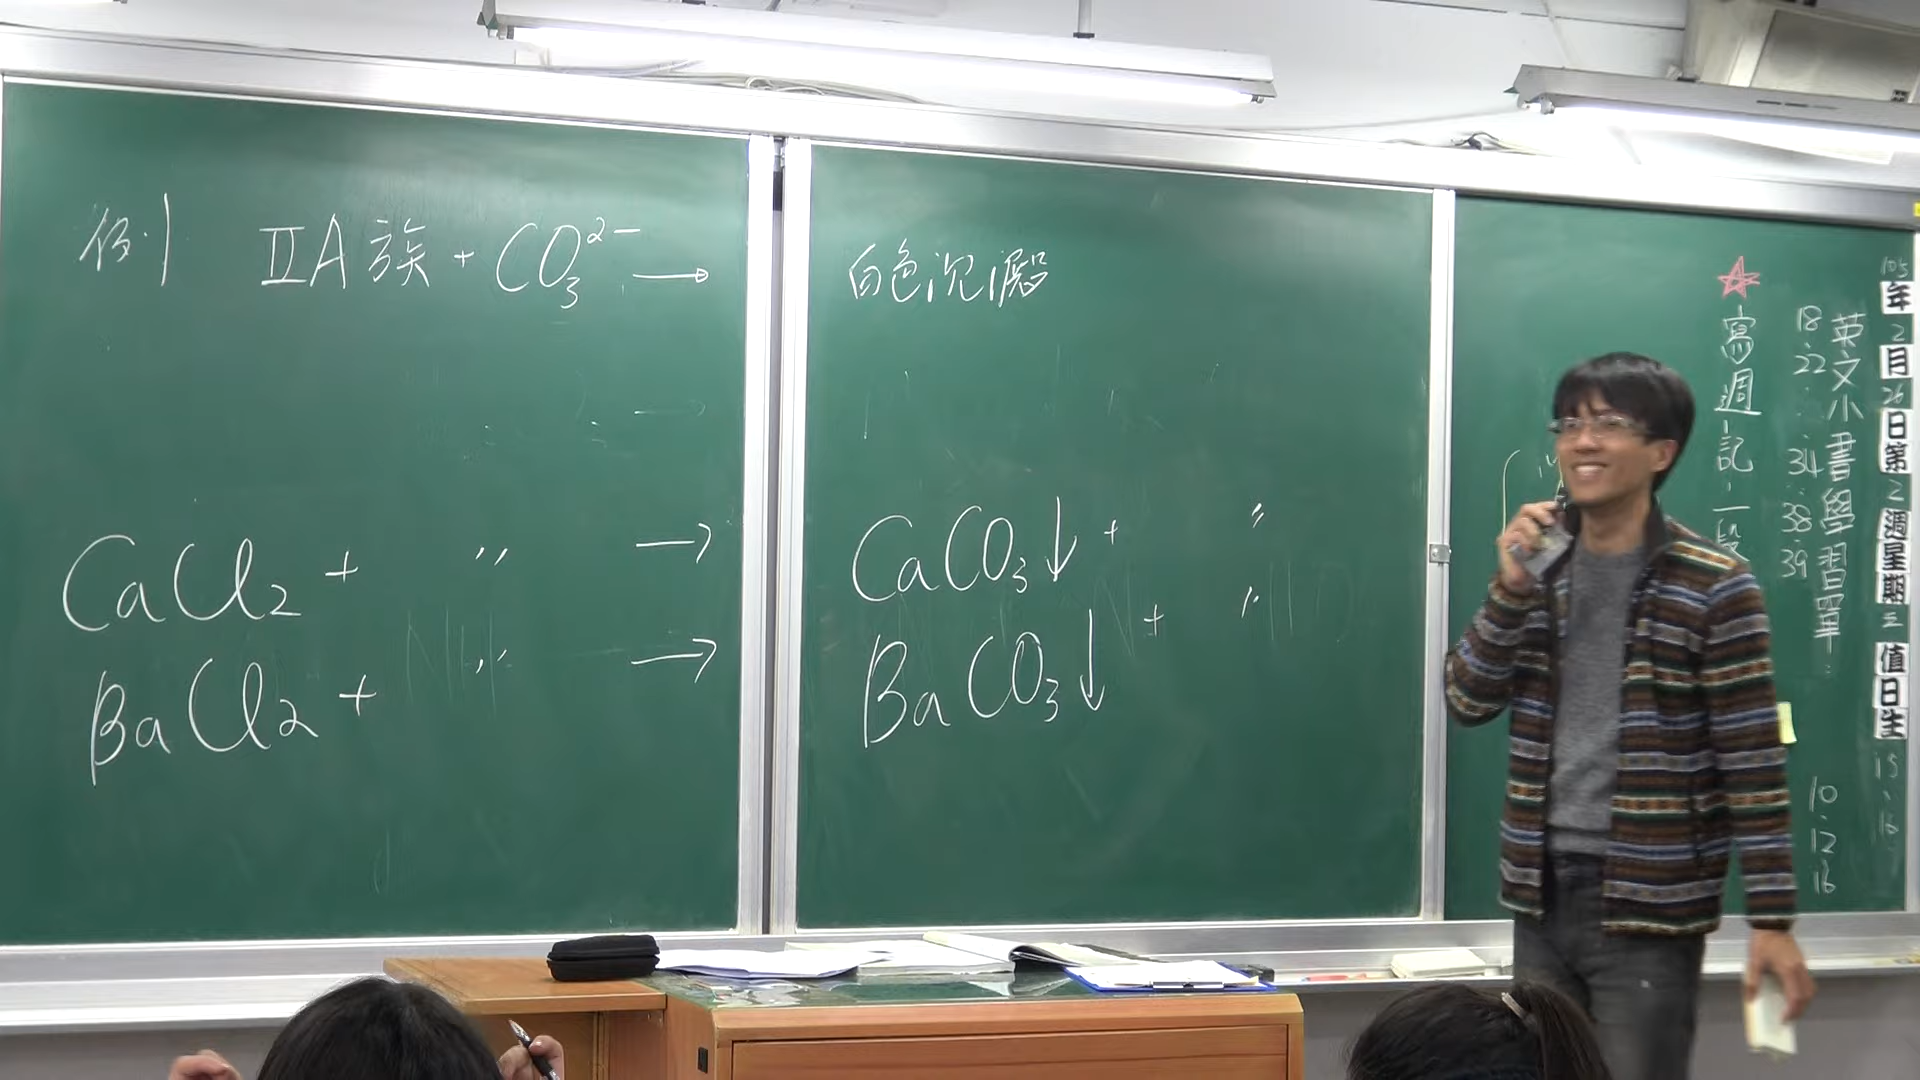 例 ⅡA族 + CO₃²⁻ → 白色沉澱
CaCl₂ + 〃 → CaCO₃↓ + 〃
BaCl₂ + 〃 → BaCO₃↓ + 〃
☆寫週記一段
英文小書學習單:
18.22
34
38
39
10.12
16
105年2月26日第2週星期三 值日生
15、16